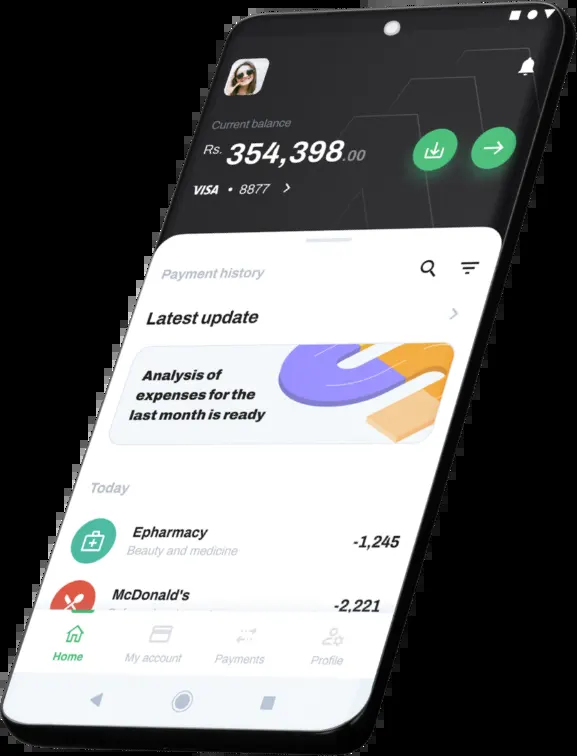 Current balance
Rs. 354,398.00
VISA • 8877
Payment history
Latest update
Analysis of
expenses for the
last month is ready
Today
Epharmacy
Beauty and medicine
-1,245
McDonald's
-2,221
Home
My account
Payments
Profile